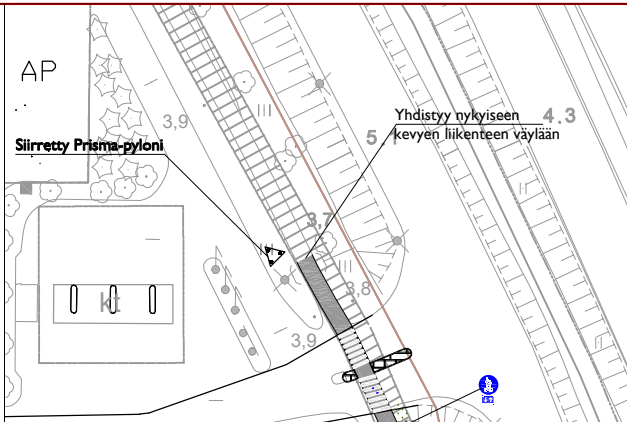 AP
3,9
Yhdistyy nykyiseen
4.3
5.1
kevyen liikenteen väylään
Siirretty Prisma-pyloni
3,7
3,8
kt
3,9